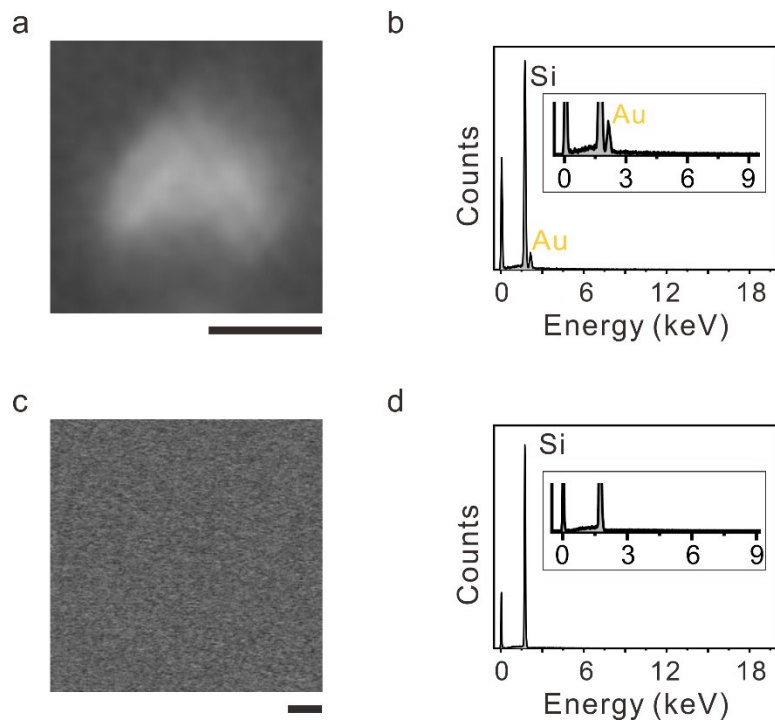 a
b
Si
Au
Au
0 3 6 9
Counts
0 6 12 18
Energy (keV)
c
d
Si
0 3 6 9
Counts
0 6 12 18
Energy (keV)